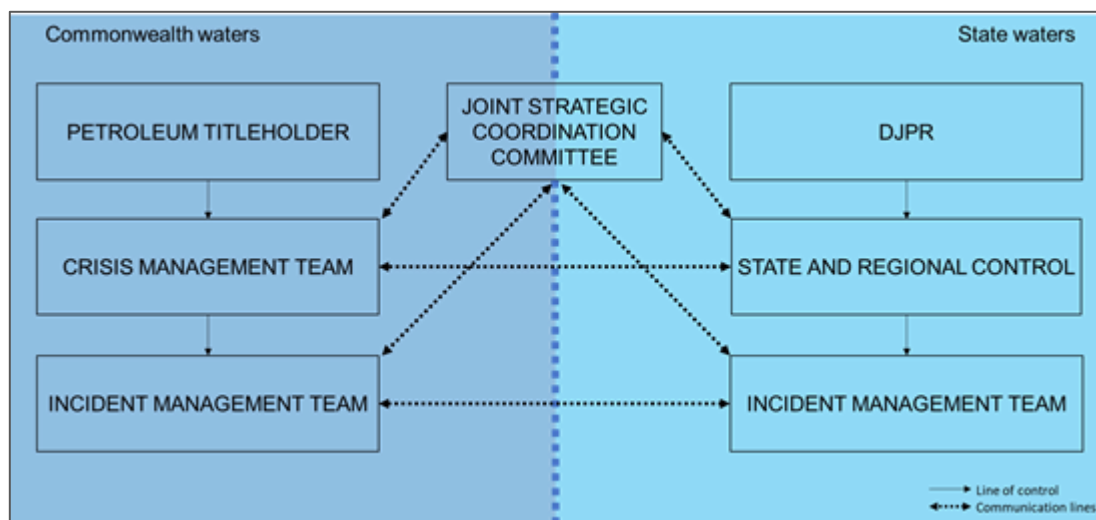 Commonwealth waters
State waters
PETROLEUM TITLEHOLDER
JOINT STRATEGIC
COORDINATION
COMMITTEE
DJPR
CRISIS MANAGEMENT TEAM
STATE AND REGIONAL CONTROL
INCIDENT MANAGEMENT TEAM
INCIDENT MANAGEMENT TEAM
Line of control
Communication lines